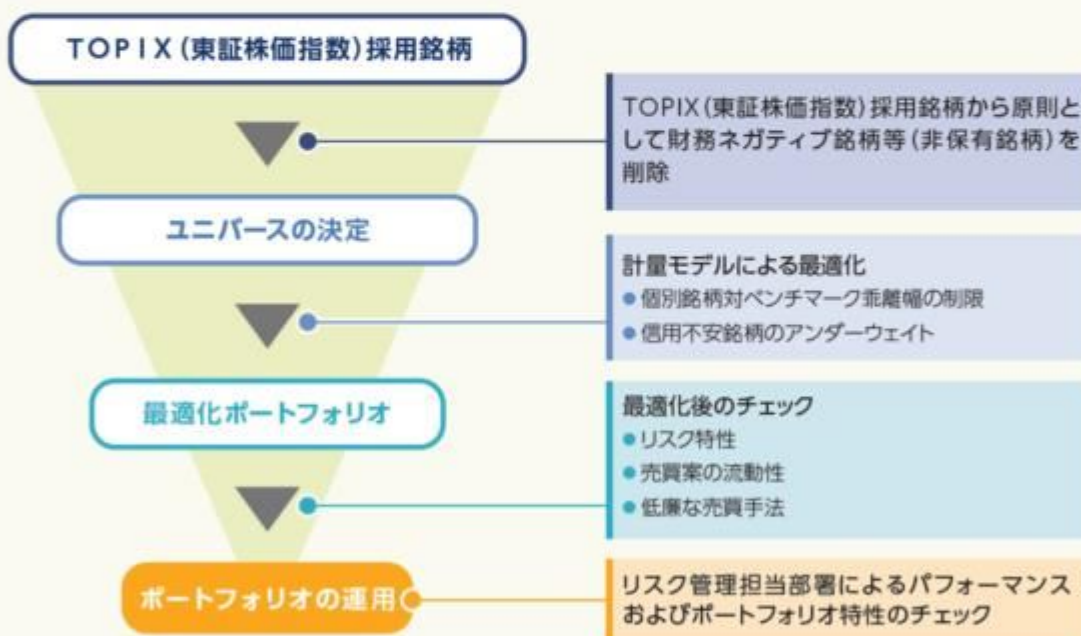 TOPIX(東証株価指数)採用銘柄
TOPIX(東証株価指数)採用銘柄から原則と
して財務ネガティブ銘柄等(非保有銘柄)を
削除
ユニバースの決定
計量モデルによる最適化
● 個別銘柄対ベンチマーク乖離幅の制限
● 信用不安銘柄のアンダーウェイト
最適化ポートフォリオ
最適化後のチェック
● リスク特性
● 売買案の流動性
● 低廉な売買手法
ポートフォリオの運用
リスク管理担当部署によるパフォーマンス
およびポートフォリオ特性のチェック